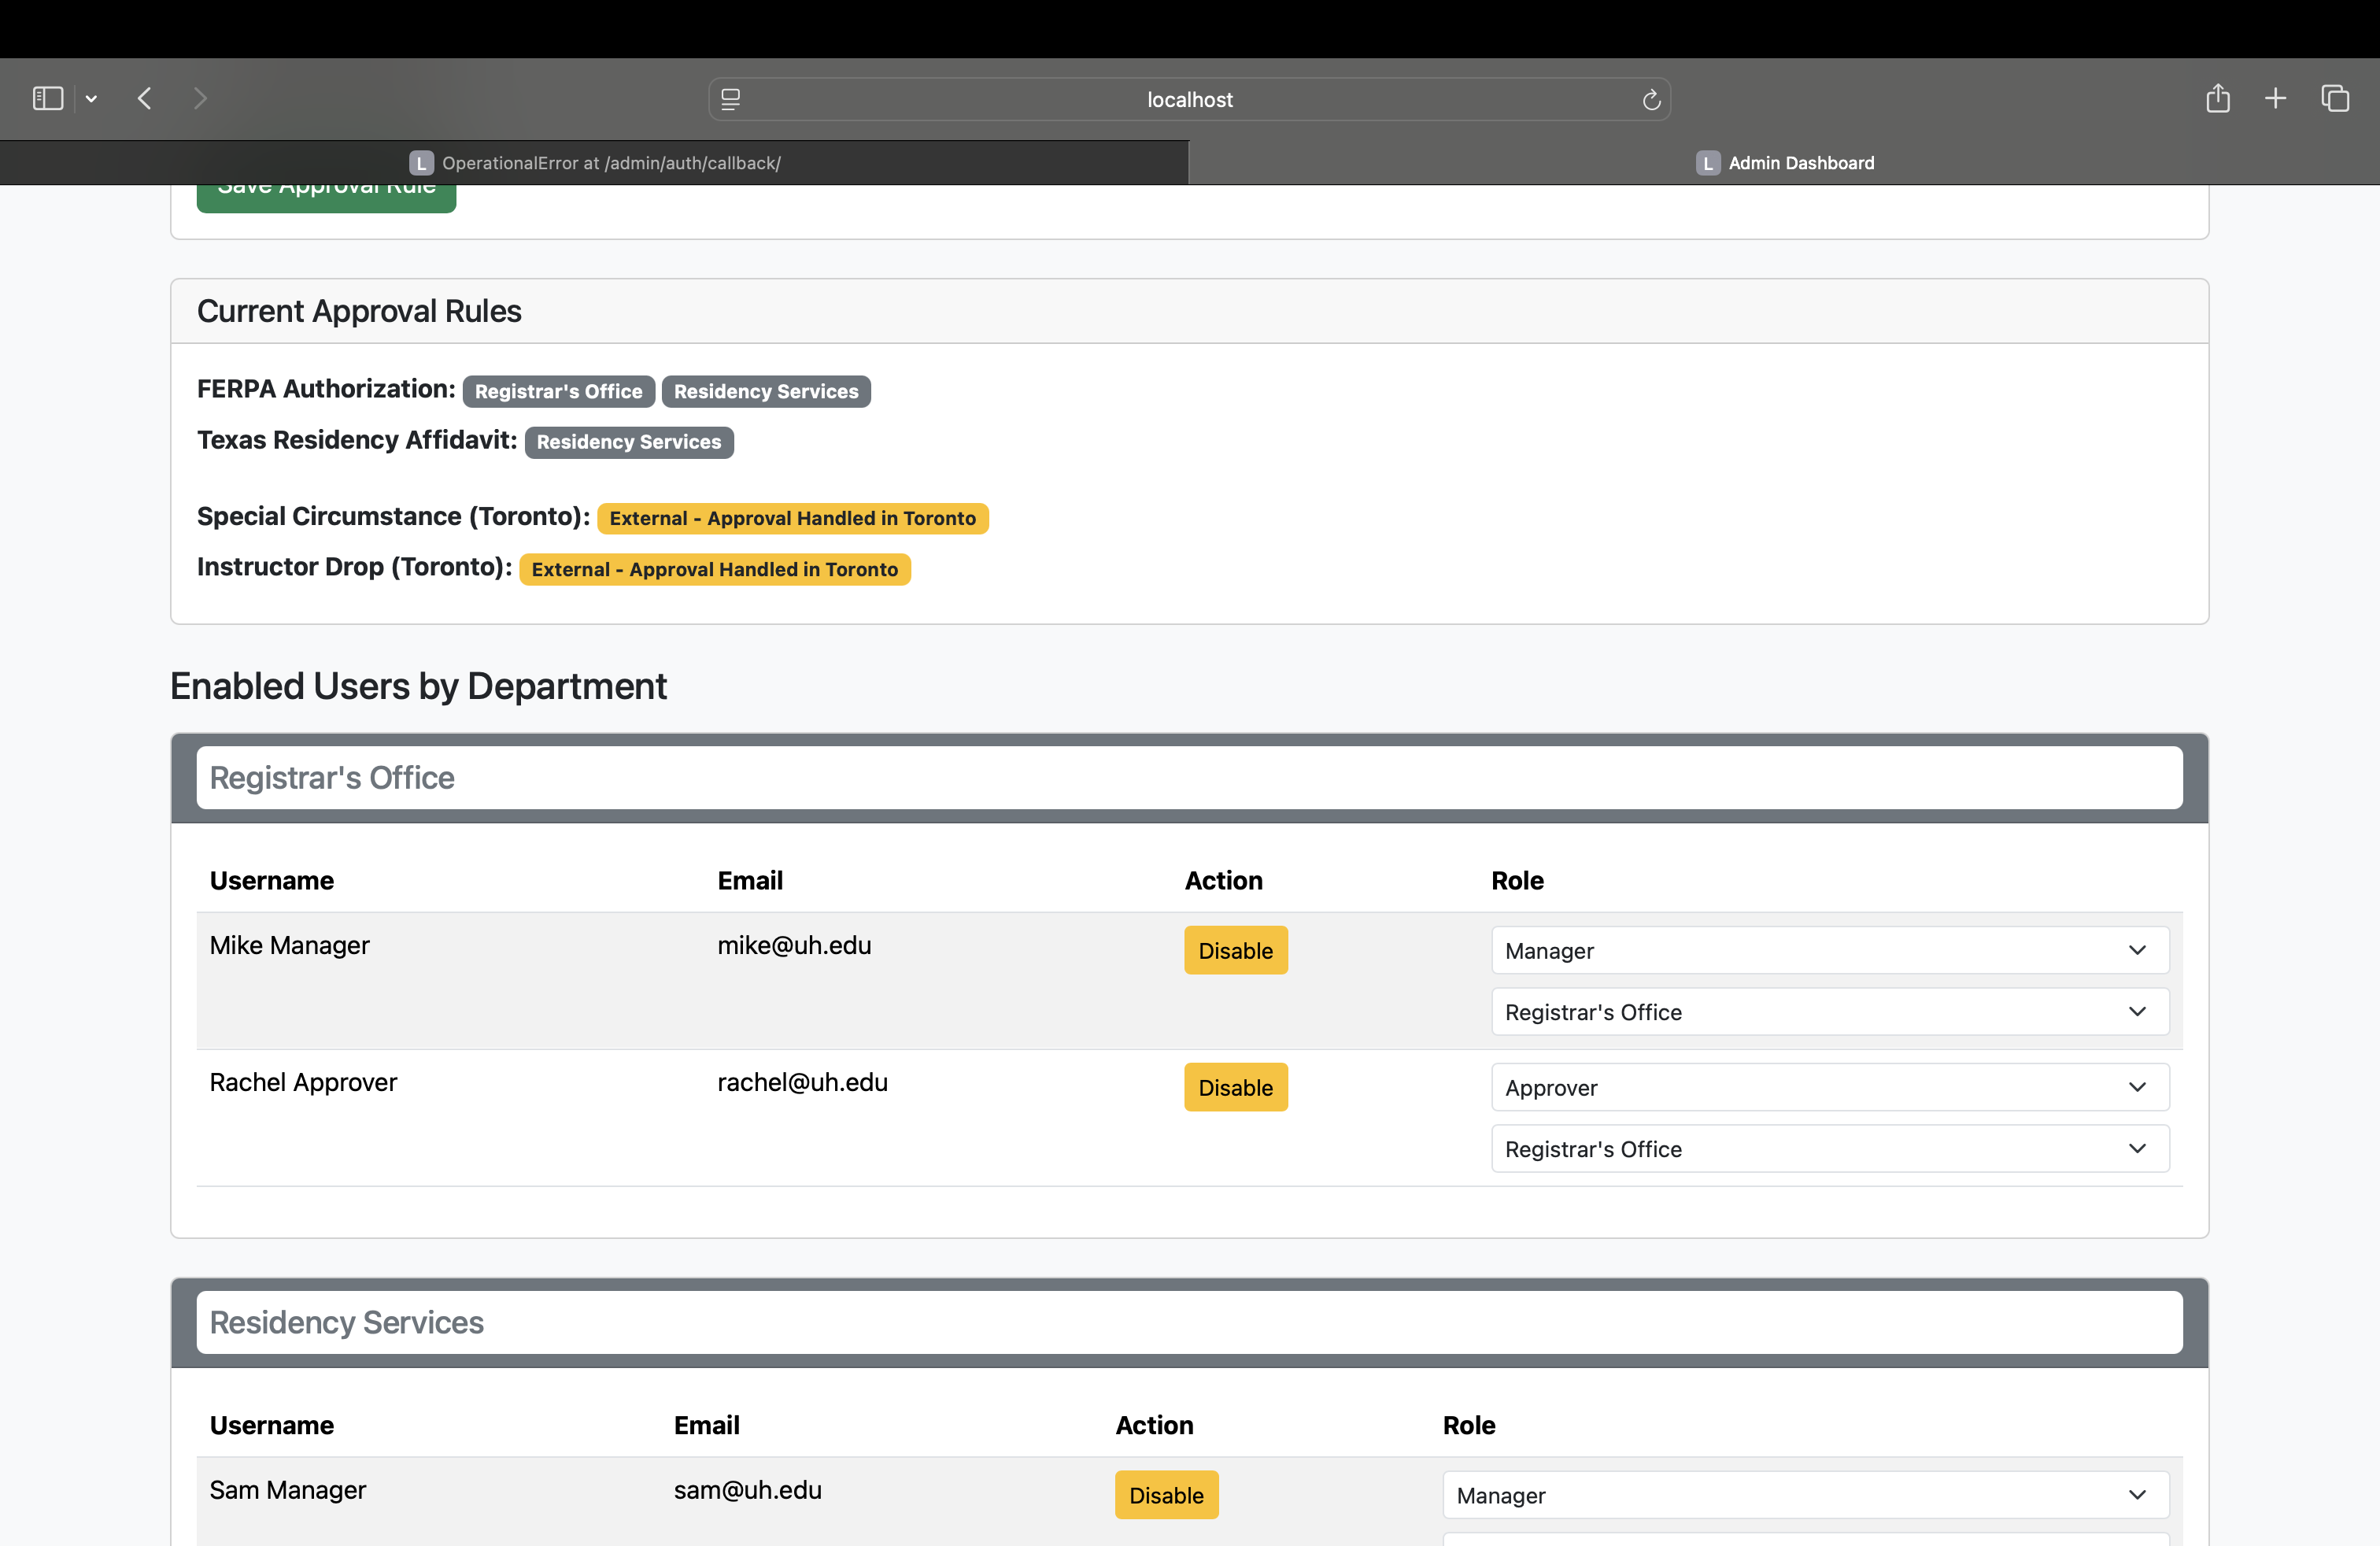 localhost
L OperationalError at /admin/auth/callback/
L Admin Dashboard
Save Approval Rule
Current Approval Rules
FERPA Authorization: Registrar's Office Residency Services
Texas Residency Affidavit: Residency Services
Special Circumstance (Toronto): External - Approval Handled in Toronto
Instructor Drop (Toronto): External - Approval Handled in Toronto
Enabled Users by Department
Registrar's Office
Username Email Action Role
Mike Manager mike@uh.edu Disable Manager
Registrar's Office
Rachel Approver rachel@uh.edu Disable Approver
Registrar's Office
Residency Services
Username Email Action Role
Sam Manager sam@uh.edu Disable Manager